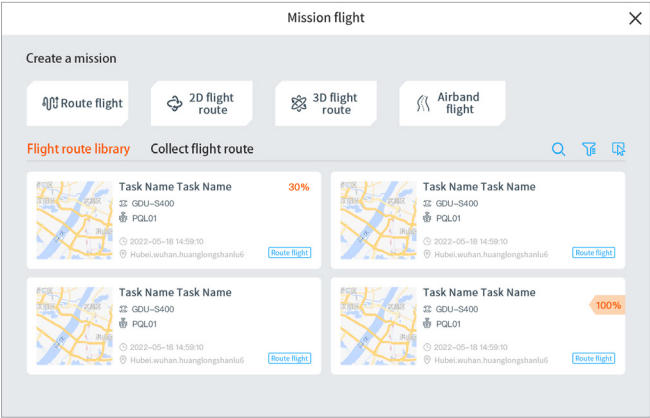 Mission flight
Create a mission
Route flight
2D flight
route
3D flight
route
Airband
flight
Flight route library
Collect flight route
Task Name Task Name
30%
GDU-S400
PQL01
2022-05-18 14:59:10
Hubei.wuhan.huanglongshanlu6
Route flight
Task Name Task Name
GDU-S400
PQL01
2022-05-18 14:59:10
Hubei.wuhan.huanglongshanlu6
Route flight
Task Name Task Name
GDU-S400
PQL01
2022-05-18 14:59:10
Hubei.wuhan.huanglongshanlu6
Route flight
Task Name Task Name
100%
GDU-S400
PQL01
2022-05-18 14:59:10
Hubei.wuhan.huanglongshanlu6
Route flight